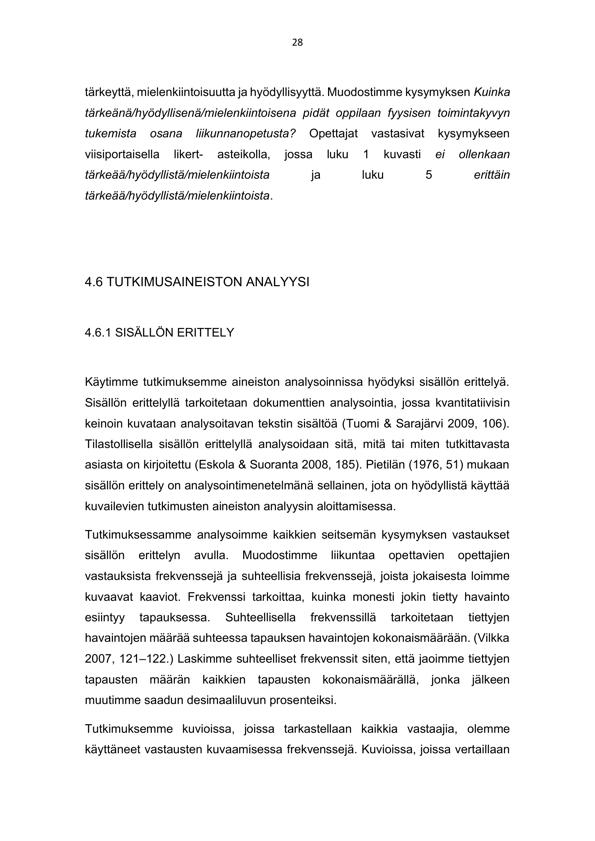 28
tärkeyttä, mielenkiintoisuutta ja hyödyllisyyttä. Muodostimme kysymyksen Kuinka
tärkeänä/hyödyllisenä/mielenkiintoisena pidät oppilaan fyysisen toimintakyvyn
tukemista osana liikunnanopetusta? Opettajat vastasivat kysymykseen
viisiportaisella likert- asteikolla, jossa luku 1 kuvasti ei ollenkaan
tärkeää/hyödyllistä/mielenkiintoista ja luku 5 erittäin
tärkeää/hyödyllistä/mielenkiintoista.
4.6 TUTKIMUSAINEISTON ANALYYSI
4.6.1 SISÄLLÖN ERITTELY
Käytimme tutkimuksemme aineiston analysoinnissa hyödyksi sisällön erittelyä.
Sisällön erittelyllä tarkoitetaan dokumenttien analysointia, jossa kvantitatiivisin
keinoin kuvataan analysoitavan tekstin sisältöä (Tuomi & Sarajärvi 2009, 106).
Tilastollisella sisällön erittelyllä analysoidaan sitä, mitä tai miten tutkittavasta
asiasta on kirjoitettu (Eskola & Suoranta 2008, 185). Pietilän (1976, 51) mukaan
sisällön erittely on analysointimenetelmänä sellainen, jota on hyödyllistä käyttää
kuvailevien tutkimusten aineiston analyysin aloittamisessa.
Tutkimuksessamme analysoimme kaikkien seitsemän kysymyksen vastaukset
sisällön erittelyn avulla. Muodostimme liikuntaa opettavien opettajien
vastauksista frekvenssejä ja suhteellisia frekvenssejä, joista jokaisesta loimme
kuvaavat kaaviot. Frekvenssi tarkoittaa, kuinka monesti jokin tietty havainto
esiintyy tapauksessa. Suhteellisella frekvenssillä tarkoitetaan tiettyjen
havaintojen määrää suhteessa tapauksen havaintojen kokonaismäärään. (Vilkka
2007, 121–122.) Laskimme suhteelliset frekvenssit siten, että jaoimme tiettyjen
tapausten määrän kaikkien tapausten kokonaismäärällä, jonka jälkeen
muutimme saadun desimaaliluvun prosenteiksi.
Tutkimuksemme kuvioissa, joissa tarkastellaan kaikkia vastaajia, olemme
käyttäneet vastausten kuvaamisessa frekvenssejä. Kuvioissa, joissa vertaillaan